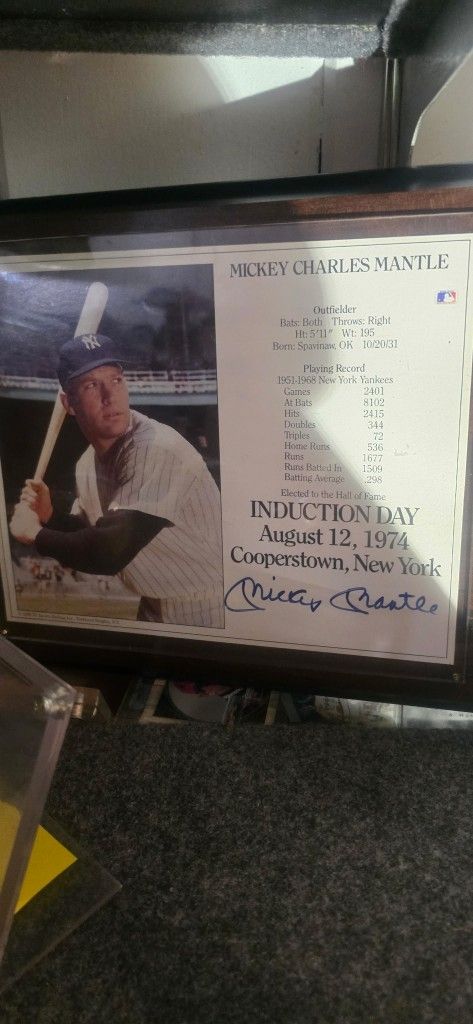 MICKEY CHARLES MANTLE
Outfielder
Bats: Both Throws: Right
Ht: 5'11" Wt: 195
Born: Spavinaw, OK 10/20/31
Playing Record
1951-1968 New York Yankees
Games 2401
At Bats 8102
Hits 2415
Doubles 344
Triples 72
Home Runs 536
Runs 1677
Runs Batted In 1509
Batting Average .298
Elected to the Hall of Fame
INDUCTION DAY
August 12, 1974
Cooperstown, New York
Mickey Mantle
NY